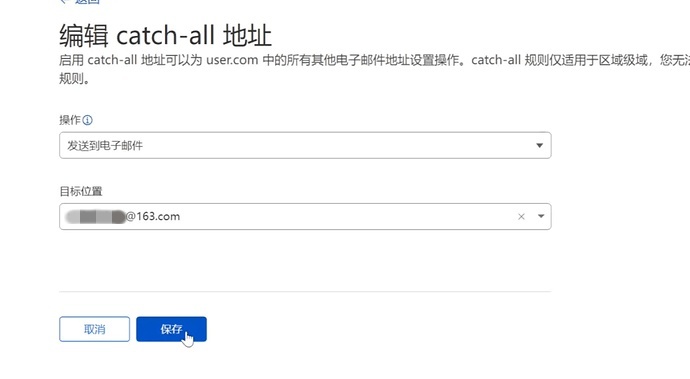 ← 返回
编辑 catch-all 地址
启用 catch-all 地址可以为 user.com 中的所有其他电子邮件地址设置操作。catch-all 规则仅适用于区域级域，您无法
规则。
操作
发送到电子邮件
目标位置
@163.com
取消
保存